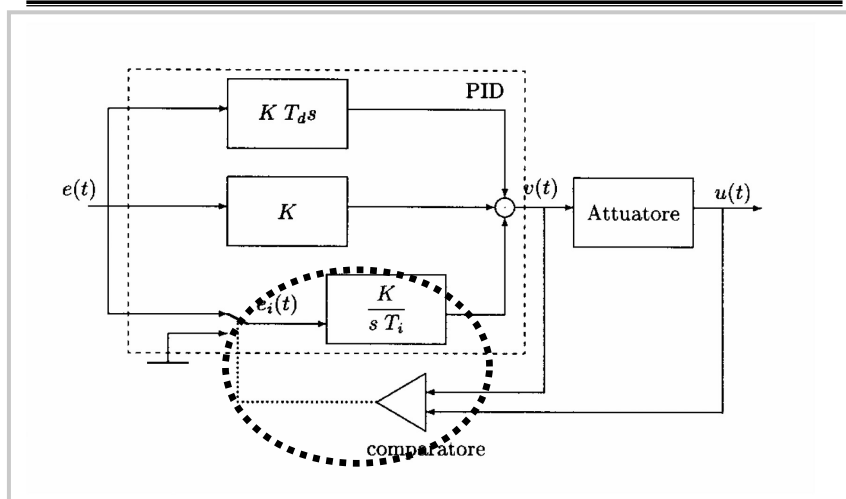 PID
K T_d s
e(t)
v(t)
u(t)
K
Attuatore
e_i(t)
K
s T_i
comparatore